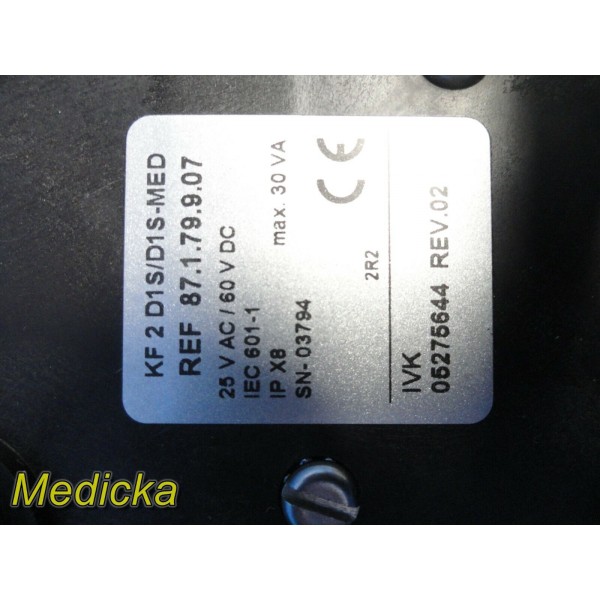 KF 2 D1S/D1S-MED
REF 87.1.79.9.07
25 V AC / 60 V DC
IEC 601-1
IP X8
SN- 03794
max. 30 VA
CE
2R2
IVK
05275644 REV.02
Medicka